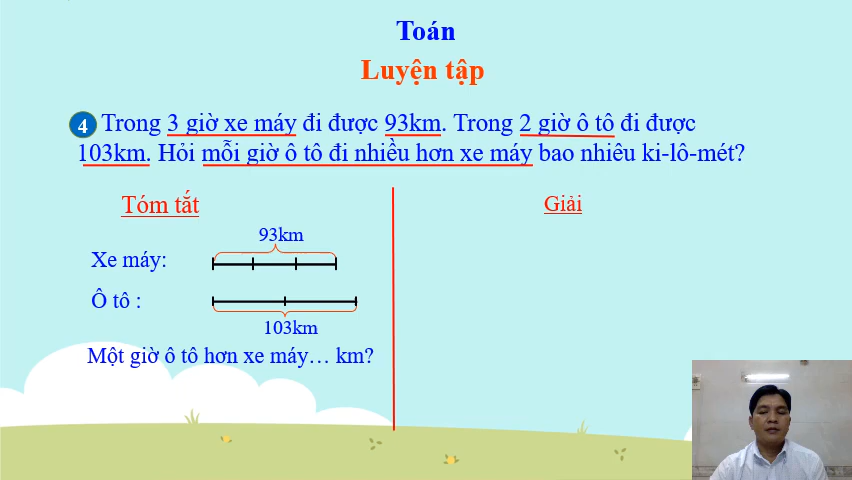 Toán
Luyện tập
4 Trong 3 giờ xe máy đi được 93km. Trong 2 giờ ô tô đi được
103km. Hỏi mỗi giờ ô tô đi nhiều hơn xe máy bao nhiêu ki-lô-mét?
Tóm tắt
93km
Xe máy:
Ô tô :
103km
Một giờ ô tô hơn xe máy… km?
Giải